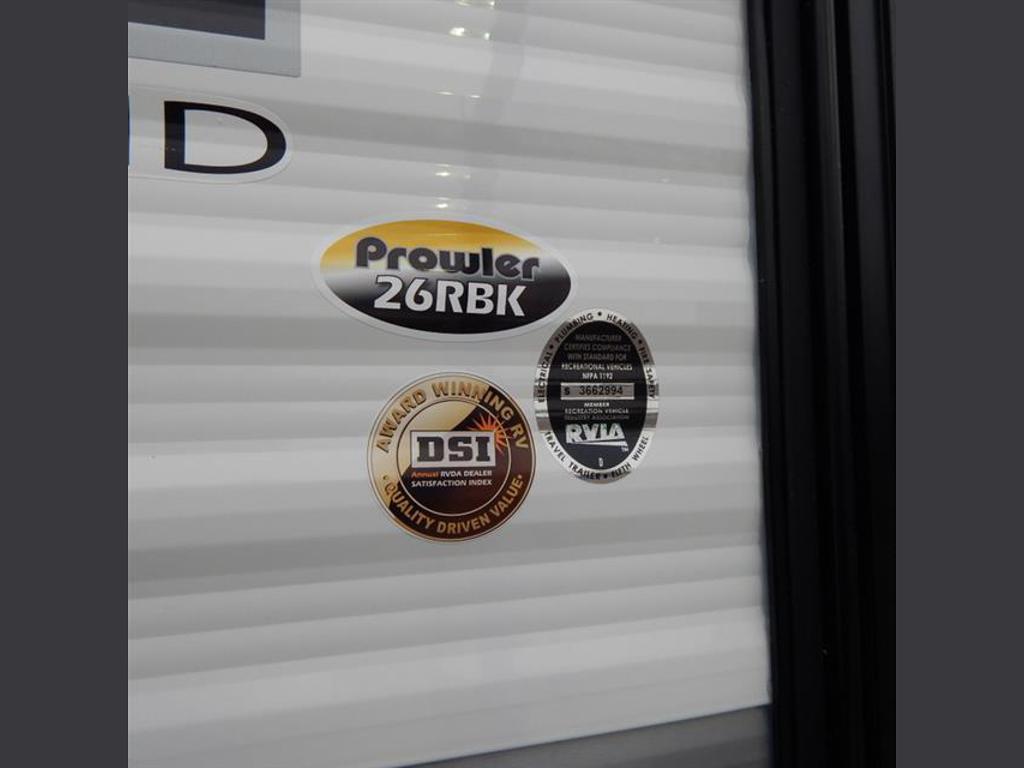 D
Prowler
26RBK
ELECTRICAL • PLUMBING • HEATING • FIRE SAFETY
MANUFACTURER
CERTIFIES COMPLIANCE
WITH STANDARD FOR
RECREATIONAL VEHICLES
NFPA 1192
S 3662994
MEMBER
RECREATION VEHICLE
INDUSTRY ASSOCIATION
RVIA
TM
D
TRAVEL TRAILER • FIFTH WHEEL
AWARD WINNING RV
DSI
Annual RVDA DEALER
SATISFACTION INDEX
• QUALITY DRIVEN VALUE •